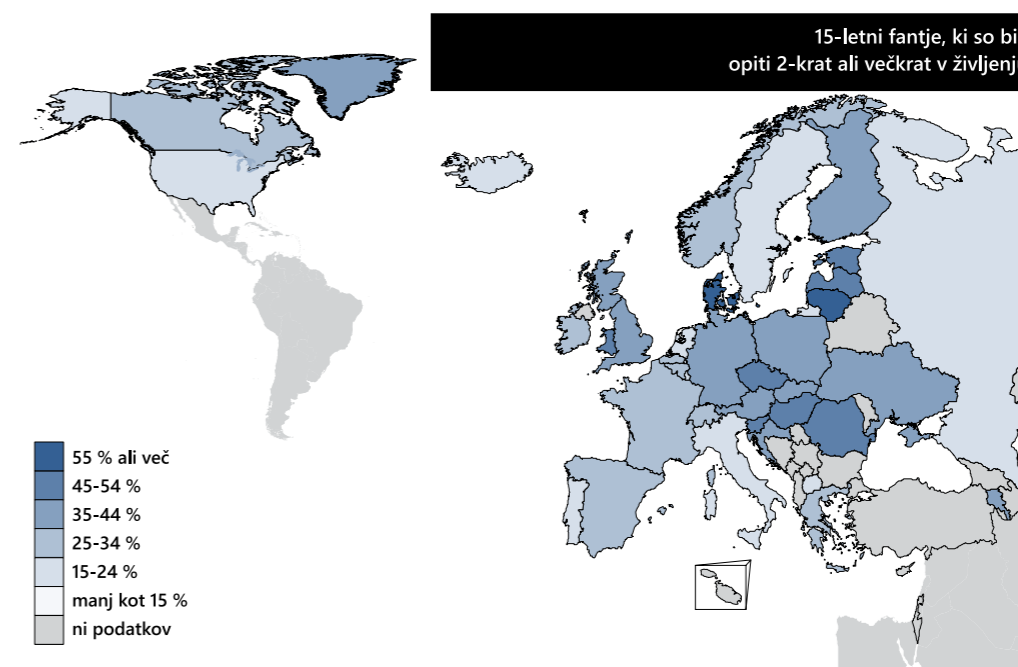 15-letni fantje, ki so bi
opiti 2-krat ali večkrat v življenj
55 % ali več
45-54 %
35-44 %
25-34 %
15-24 %
manj kot 15 %
ni podatkov